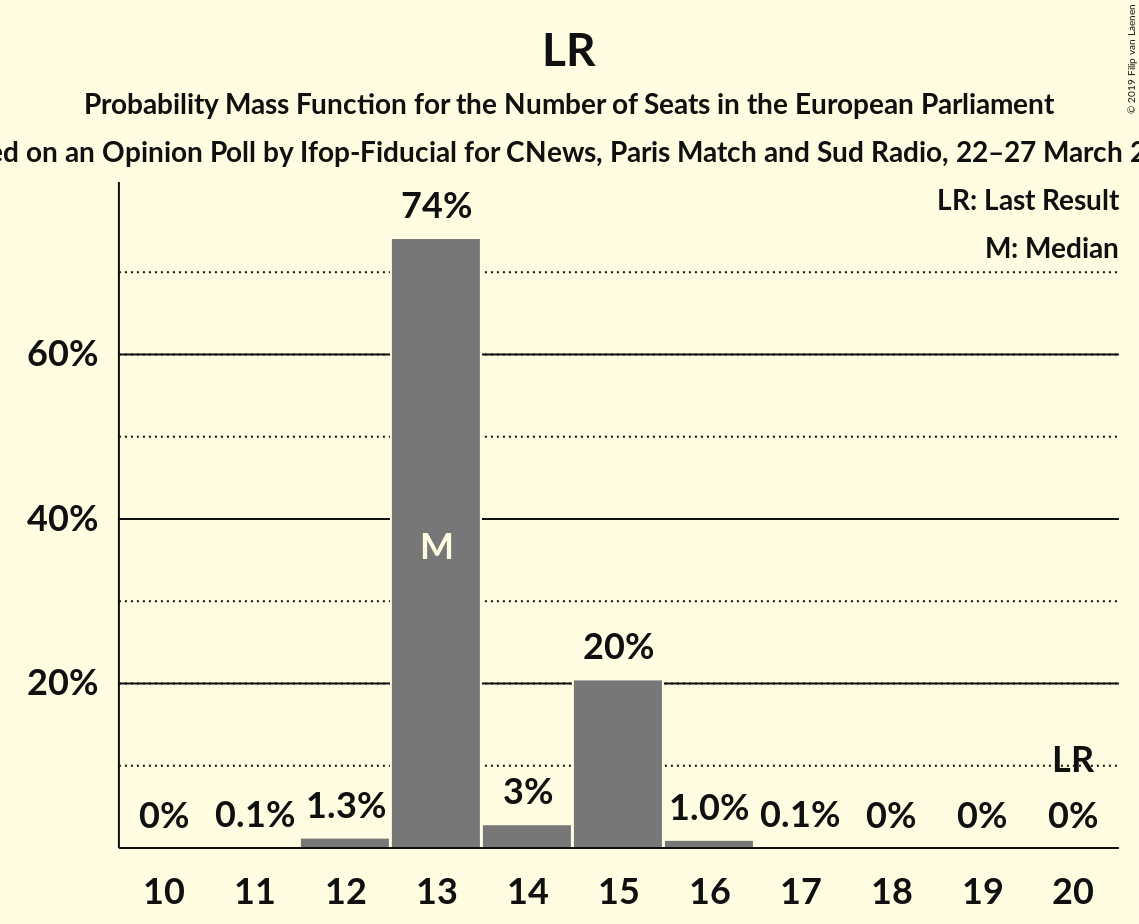 © 2019 Filip van Laenen
LR
Probability Mass Function for the Number of Seats in the European Parliament
on an Opinion Poll by Ifop-Fiducial for CNews, Paris Match and Sud Radio, 22–27 March
LR: Last Result
M: Median
74%
60%
40%
M
20%
20%
LR
0% 0.1% 1.3% 3% 1.0% 0.1% 0% 0% 0%
10 11 12 13 14 15 16 17 18 19 20